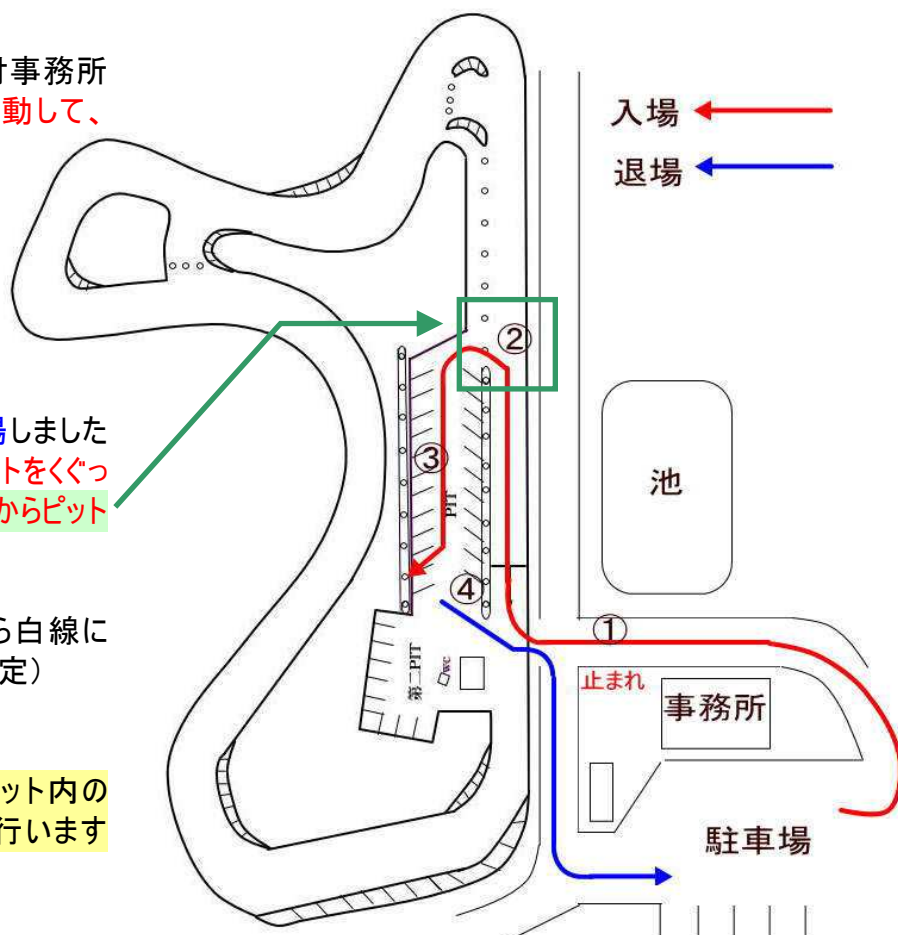 付事務所
動して、
場しました
トをくぐっ
からピット
ら白線に
定）
ット内の
行います
入場
退場
②
③
PIT
④
池
①
止まれ
事務所
第二PIT
WC
駐車場